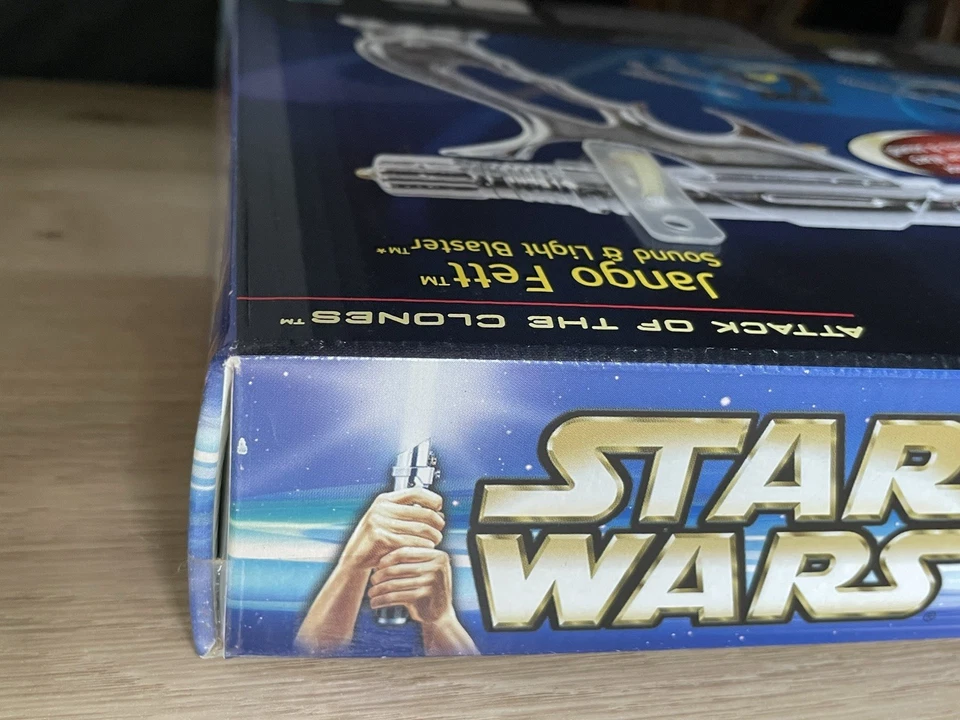 Jango Fett™
Sound & Light Blaster™*
ATTACK OF THE CLONES™
STAR
WARS